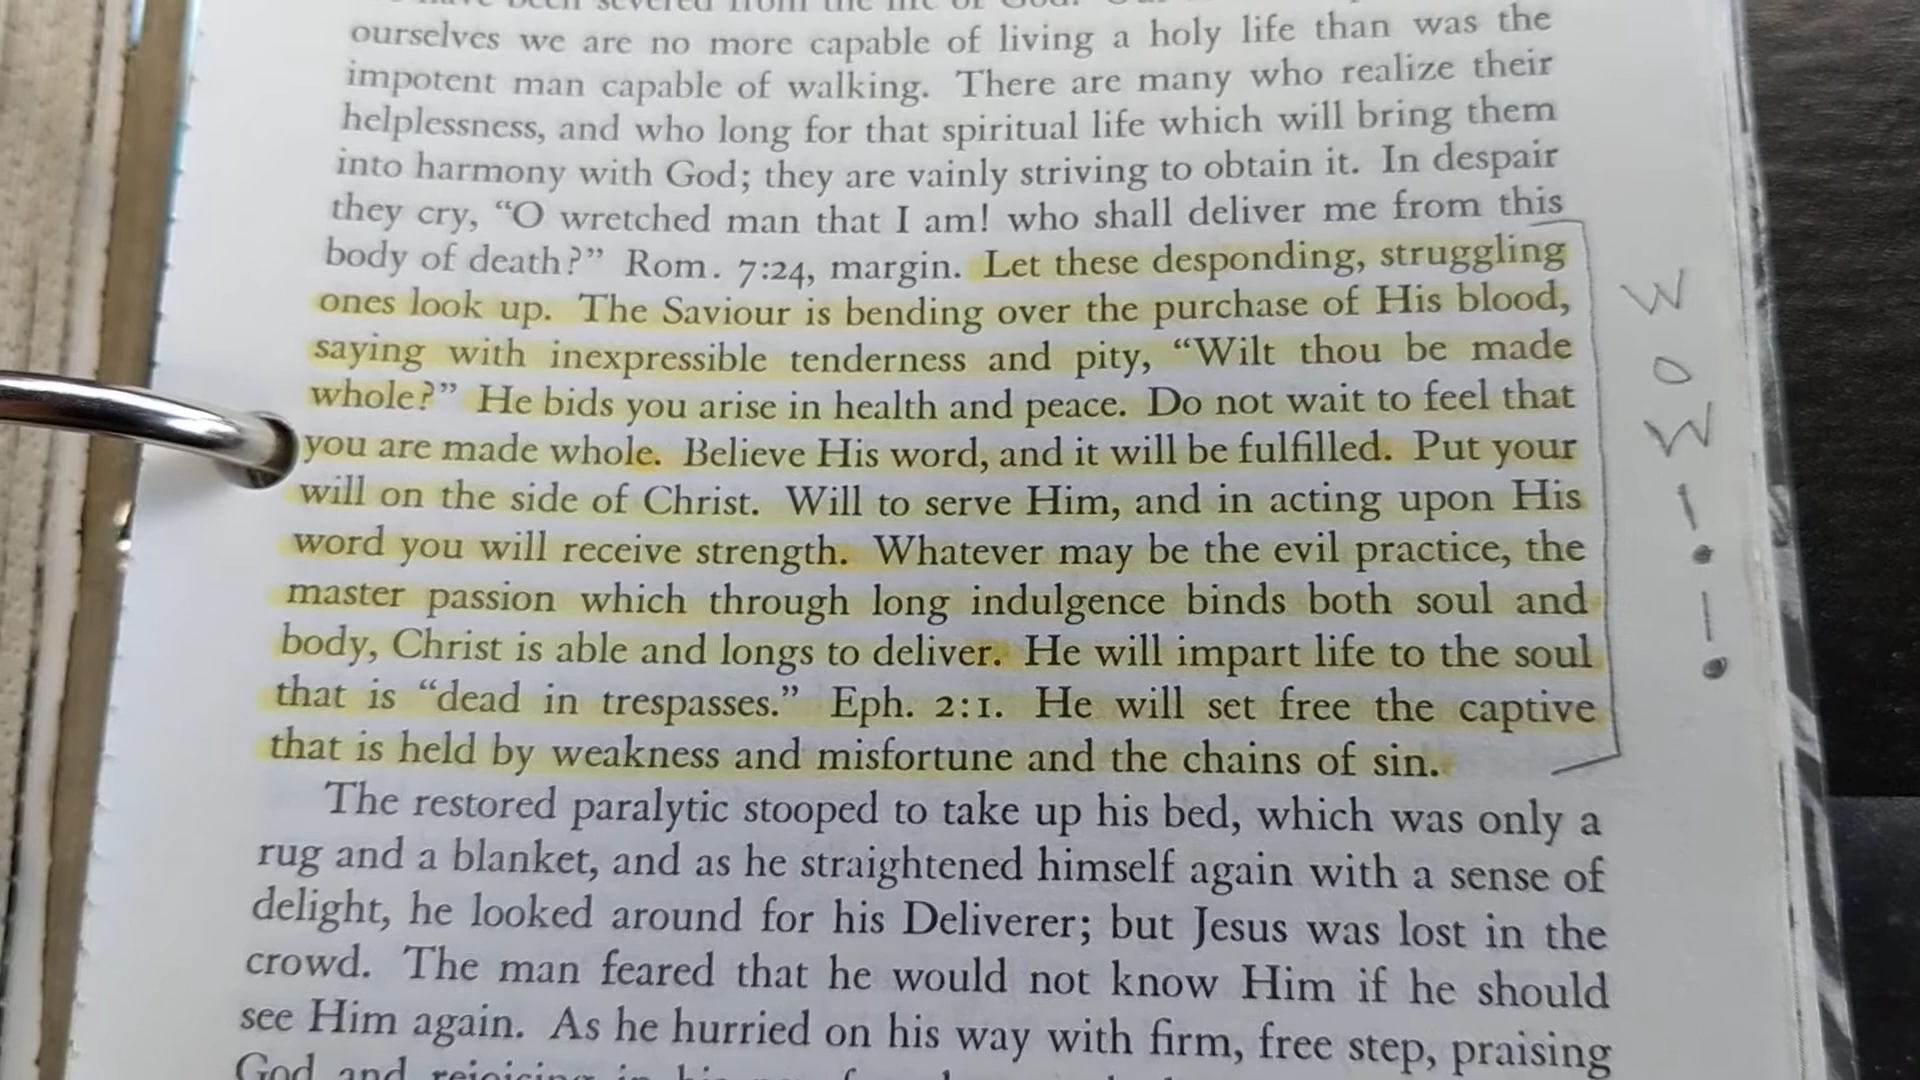 ourselves we are no more capable of living a holy life than was the
impotent man capable of walking. There are many who realize their
helplessness, and who long for that spiritual life which will bring them
into harmony with God; they are vainly striving to obtain it. In despair
they cry, “O wretched man that I am! who shall deliver me from this
body of death?” Rom. 7:24, margin. Let these desponding, struggling
ones look up. The Saviour is bending over the purchase of His blood,
saying with inexpressible tenderness and pity, “Wilt thou be made
whole?” He bids you arise in health and peace. Do not wait to feel that
you are made whole. Believe His word, and it will be fulfilled. Put your
will on the side of Christ. Will to serve Him, and in acting upon His
word you will receive strength. Whatever may be the evil practice, the
master passion which through long indulgence binds both soul and
body, Christ is able and longs to deliver. He will impart life to the soul
that is “dead in trespasses.” Eph. 2:1. He will set free the captive
that is held by weakness and misfortune and the chains of sin.
The restored paralytic stooped to take up his bed, which was only a
rug and a blanket, and as he straightened himself again with a sense of
delight, he looked around for his Deliverer; but Jesus was lost in the
crowd. The man feared that he would not know Him if he should
see Him again. As he hurried on his way with firm, free step, praising
God and rejoicing in his
WOW!!